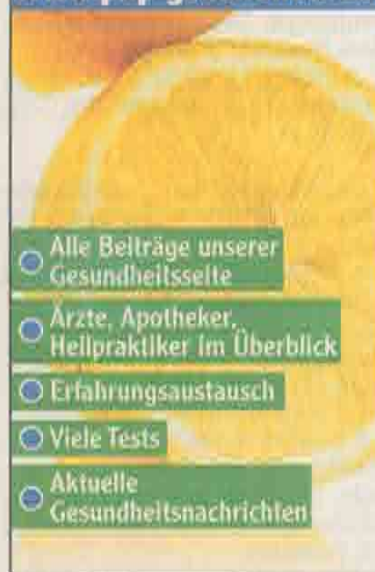 Alle Beiträge unserer
Gesundheitsseite
Ärzte, Apotheker,
Heilpraktiker im Überblick
Erfahrungsaustausch
Viele Tests
Aktuelle
Gesundheitsnachrichten